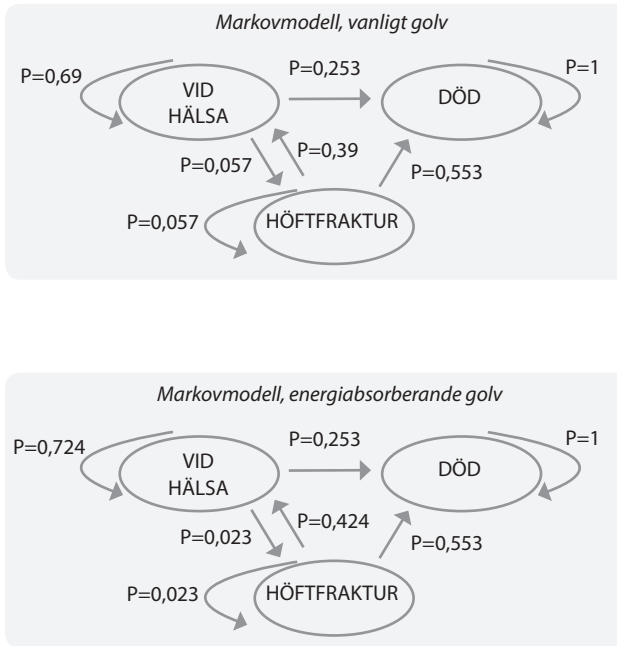 Markovmodell, vanligt golv
P=0,69
VID
HÄLSA
P=0,253
DÖD
P=1
P=0,057
P=0,39
P=0,553
P=0,057
HÖFTFRAKTUR
Markovmodell, energiabsorberande golv
P=0,724
VID
HÄLSA
P=0,253
DÖD
P=1
P=0,023
P=0,424
P=0,553
P=0,023
HÖFTFRAKTUR